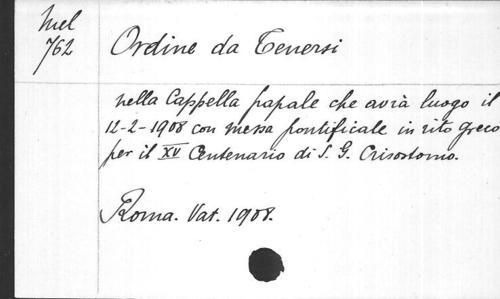 Mel
762
Ordine da Tenersi
nella Cappella papale che avrà luogo il
12-2-1908 con messa pontificale in rito greco
per il XV Centenario di S. G. Crisostomo.
Roma. Vat. 1908.